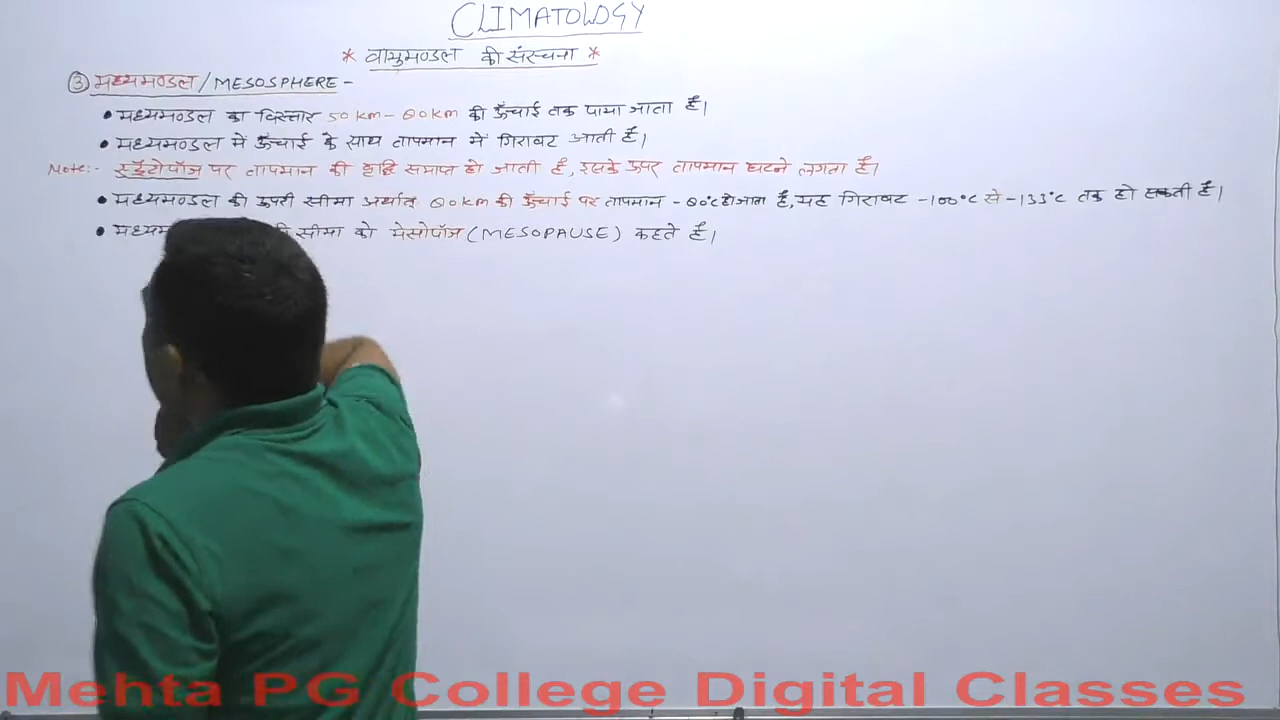 CLIMATOLOGY
* वायुमण्डल की संरचना *
③ मध्यमण्डल / MESOSPHERE -
• मध्यमण्डल का विस्तार 50 km - 80 km की ऊँचाई तक पाया जाता है।
• मध्यमण्डल में ऊँचाई के साथ तापमान में गिरावट आती है।
Note:- स्ट्रेटोपॉज पर तापमान की वृद्धि समाप्त हो जाती है, इसके ऊपर तापमान घटने लगता है।
• मध्यमण्डल की ऊपरी सीमा अर्थात 80 km की ऊँचाई पर तापमान -80°C हो जाता है, यह गिरावट -100°C से -133°C तक हो सकती है।
• सीमा को मेसोपॉज (MESOPAUSE) कहते हैं।
Mehta PG College Digital Classes